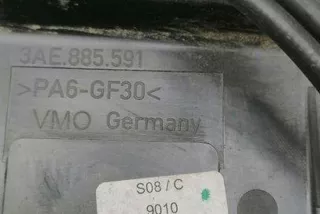 3AE.885.591
>PA6-GF30<
VMO Germany
S08 / C
9010